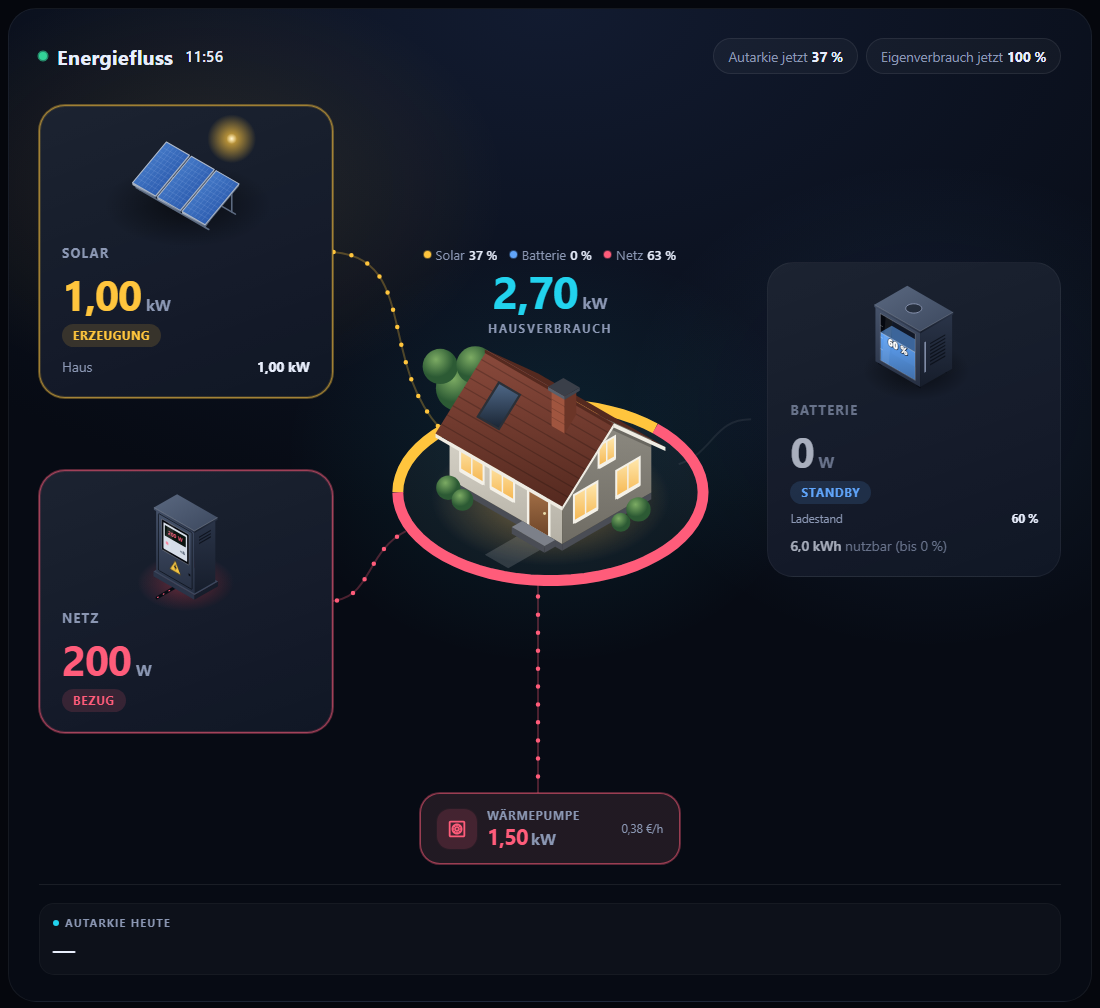 Energiefluss 11:56
Autarkie jetzt 37 %
Eigenverbrauch jetzt 100 %
SOLAR
1,00 kW
ERZEUGUNG
Haus 1,00 kW
Solar 37 % Batterie 0 % Netz 63 %
2,70 kW
HAUSVERBRAUCH
60 %
BATTERIE
0 W
STANDBY
Ladestand 60 %
6,0 kWh nutzbar (bis 0 %)
NETZ
200 W
BEZUG
WÄRMEPUMPE
1,50 kW
0,38 €/h
AUTARKIE HEUTE
—